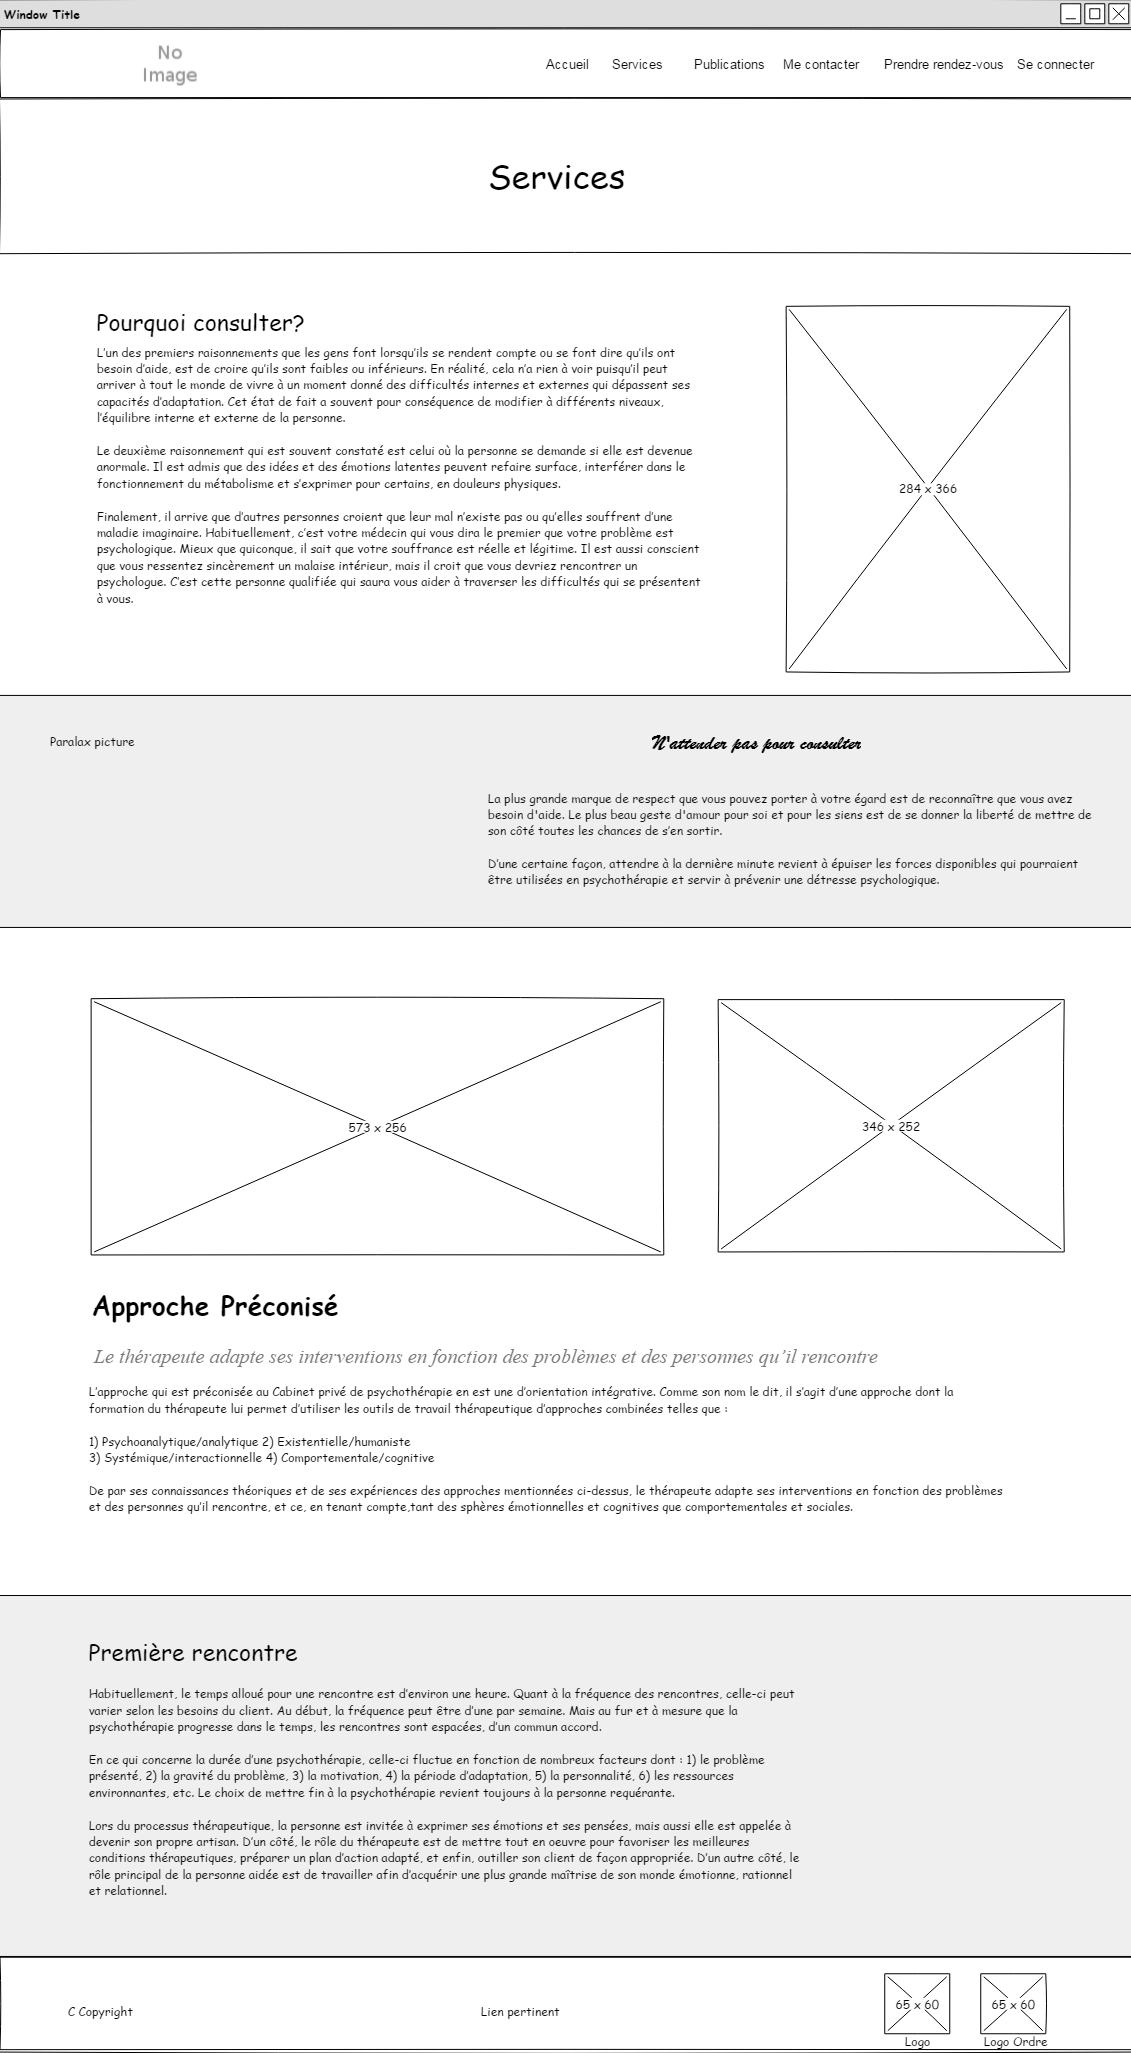 Window Title
No
Image
Accueil Services Publications Me contacter Prendre rendez-vous Se connecter
Services
Pourquoi consulter?
L'un des premiers raisonnements que les gens font lorsqu'ils se rendent compte ou se font dire qu'ils ont
besoin d'aide, est de croire qu'ils sont faibles ou inférieurs. En réalité, cela n'a rien à voir puisqu'il peut
arriver à tout le monde de vivre à un moment donné des difficultés internes et externes qui dépassent ses
capacités d'adaptation. Cet état de fait a souvent pour conséquence de modifier à différents niveaux,
l'équilibre interne et externe de la personne.
Le deuxième raisonnement qui est souvent constaté est celui où la personne se demande si elle est devenue
anormale. Il est admis que des idées et des émotions latentes peuvent refaire surface, interférer dans le
fonctionnement du métabolisme et s'exprimer pour certains, en douleurs physiques.
Finalement, il arrive que d'autres personnes croient que leur mal n'existe pas ou qu'elles souffrent d'une
maladie imaginaire. Habituellement, c'est votre médecin qui vous dira le premier que votre problème est
psychologique. Mieux que quiconque, il sait que votre souffrance est réelle et légitime. Il est aussi conscient
que vous ressentez sincèrement un malaise intérieur, mais il croit que vous devriez rencontrer un
psychologue. C'est cette personne qualifiée qui saura vous aider à traverser les difficultés qui se présentent
à vous.
284 x 366
Paralax picture
N'attender pas pour consulter
La plus grande marque de respect que vous pouvez porter à votre égard est de reconnaître que vous avez
besoin d'aide. Le plus beau geste d'amour pour soi et pour les siens est de se donner la liberté de mettre de
son côté toutes les chances de s'en sortir.
D'une certaine façon, attendre à la dernière minute revient à épuiser les forces disponibles qui pourraient
être utilisées en psychothérapie et servir à prévenir une détresse psychologique.
573 x 256
346 x 252
Approche Préconisé
Le thérapeute adapte ses interventions en fonction des problèmes et des personnes qu'il rencontre
L'approche qui est préconisée au Cabinet privé de psychothérapie en est une d'orientation intégrative. Comme son nom le dit, il s'agit d'une approche dont la
formation du thérapeute lui permet d'utiliser les outils de travail thérapeutique d'approches combinées telles que :
1) Psychoanalytique/analytique 2) Existentielle/humaniste
3) Systémique/interactionnelle 4) Comportementale/cognitive
De par ses connaissances théoriques et de ses expériences des approches mentionnées ci-dessus, le thérapeute adapte ses interventions en fonction des problèmes
et des personnes qu'il rencontre, et ce, en tenant compte,tant des sphères émotionnelles et cognitives que comportementales et sociales.
Première rencontre
Habituellement, le temps alloué pour une rencontre est d'environ une heure. Quant à la fréquence des rencontres, celle-ci peut
varier selon les besoins du client. Au début, la fréquence peut être d'une par semaine. Mais au fur et à mesure que la
psychothérapie progresse dans le temps, les rencontres sont espacées, d'un commun accord.
En ce qui concerne la durée d'une psychothérapie, celle-ci fluctue en fonction de nombreux facteurs dont : 1) le problème
présenté, 2) la gravité du problème, 3) la motivation, 4) la période d'adaptation, 5) la personnalité, 6) les ressources
environnantes, etc. Le choix de mettre fin à la psychothérapie revient toujours à la personne requérante.
Lors du processus thérapeutique, la personne est invitée à exprimer ses émotions et ses pensées, mais aussi elle est appelée à
devenir son propre artisan. D'un côté, le rôle du thérapeute est de mettre tout en oeuvre pour favoriser les meilleures
conditions thérapeutiques, préparer un plan d'action adapté, et enfin, outiller son client de façon appropriée. D'un autre côté, le
rôle principal de la personne aidée est de travailler afin d'acquérir une plus grande maîtrise de son monde émotionne, rationnel
et relationnel.
C Copyright
Lien pertinent
65 x 60 65 x 60
Logo Logo Ordre